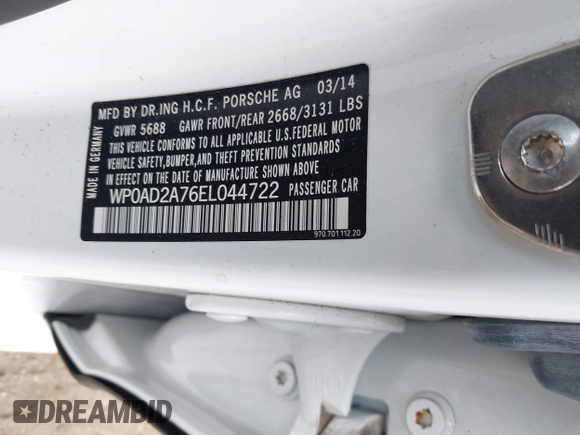 MFD BY DR.ING H.C.F. PORSCHE AG 03/14
GVWR 5688 GAWR FRONT/REAR 2668/3131 LBS
THIS VEHICLE CONFORMS TO ALL APPLICABLE U.S.FEDERAL MOTOR
VEHICLE SAFETY,BUMPER,AND THEFT PREVENTION STANDARDS
IN EFFECT ON THE DATE OF MANUFACTURE SHOWN ABOVE
WP0AD2A76EL044722 PASSENGER CAR
MADE IN GERMANY
970.701.112.20
DREAMBID